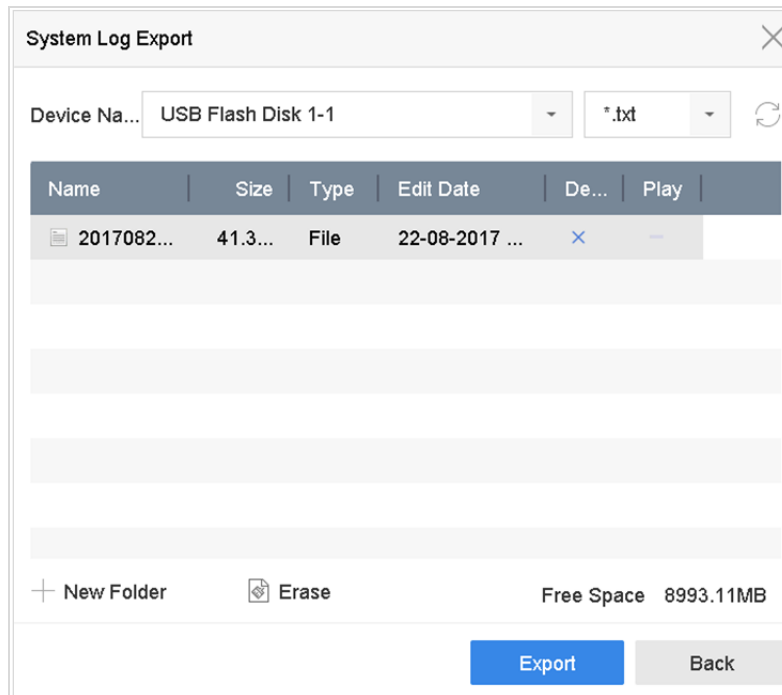 System Log Export
Device Na... USB Flash Disk 1-1 *.txt
Name Size Type Edit Date De... Play
2017082... 41.3... File 22-08-2017 ...
New Folder Erase Free Space 8993.11MB
Export Back